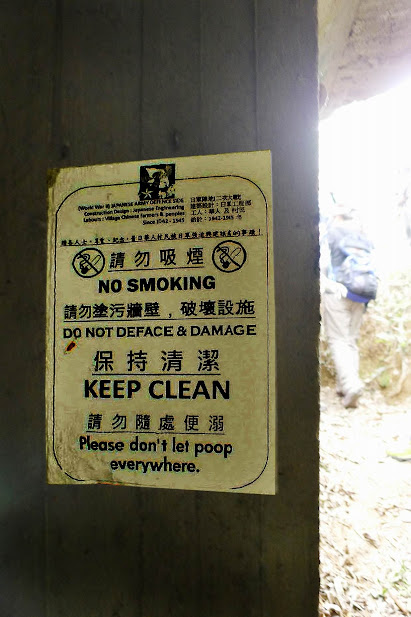 (World War II) JAPANESE ARMY DEFENCE SIDE
Construction Design : Japanese Engineering
Labours : Village Chinese farmers & peoples
Since 1942 - 1945
日軍陣地(二次大戰)
建築設計：日軍工程部
工人：華人及村民
始於：1942-1945
請勿吸煙
NO SMOKING
請勿塗污牆壁，破壞設施
DO NOT DEFACE & DAMAGE
保持清潔
KEEP CLEAN
請勿隨處便溺
Please don't let poop
everywhere.